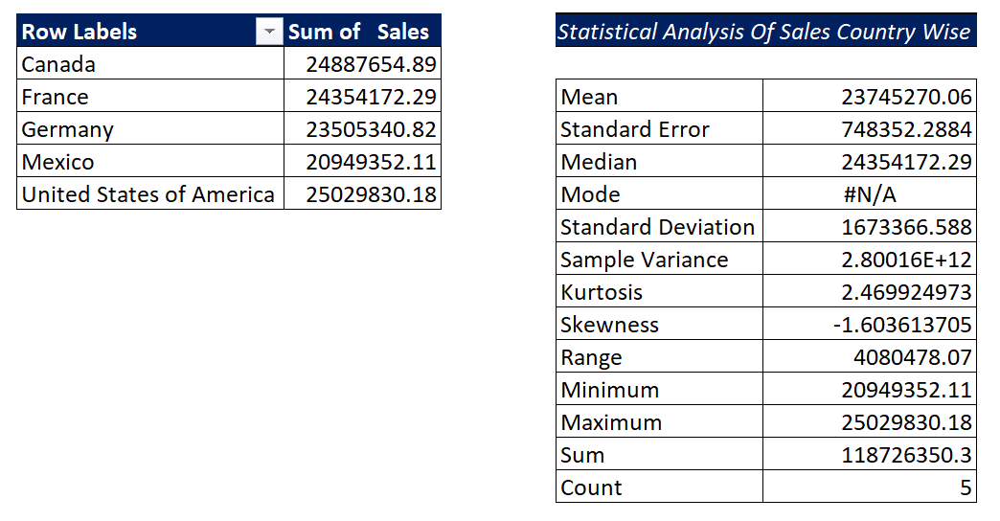 Row Labels Sum of Sales
Canada 24887654.89
France 24354172.29
Germany 23505340.82
Mexico 20949352.11
United States of America 25029830.18
Statistical Analysis Of Sales Country Wise
Mean 23745270.06
Standard Error 748352.2884
Median 24354172.29
Mode #N/A
Standard Deviation 1673366.588
Sample Variance 2.80016E+12
Kurtosis 2.469924973
Skewness -1.603613705
Range 4080478.07
Minimum 20949352.11
Maximum 25029830.18
Sum 118726350.3
Count 5